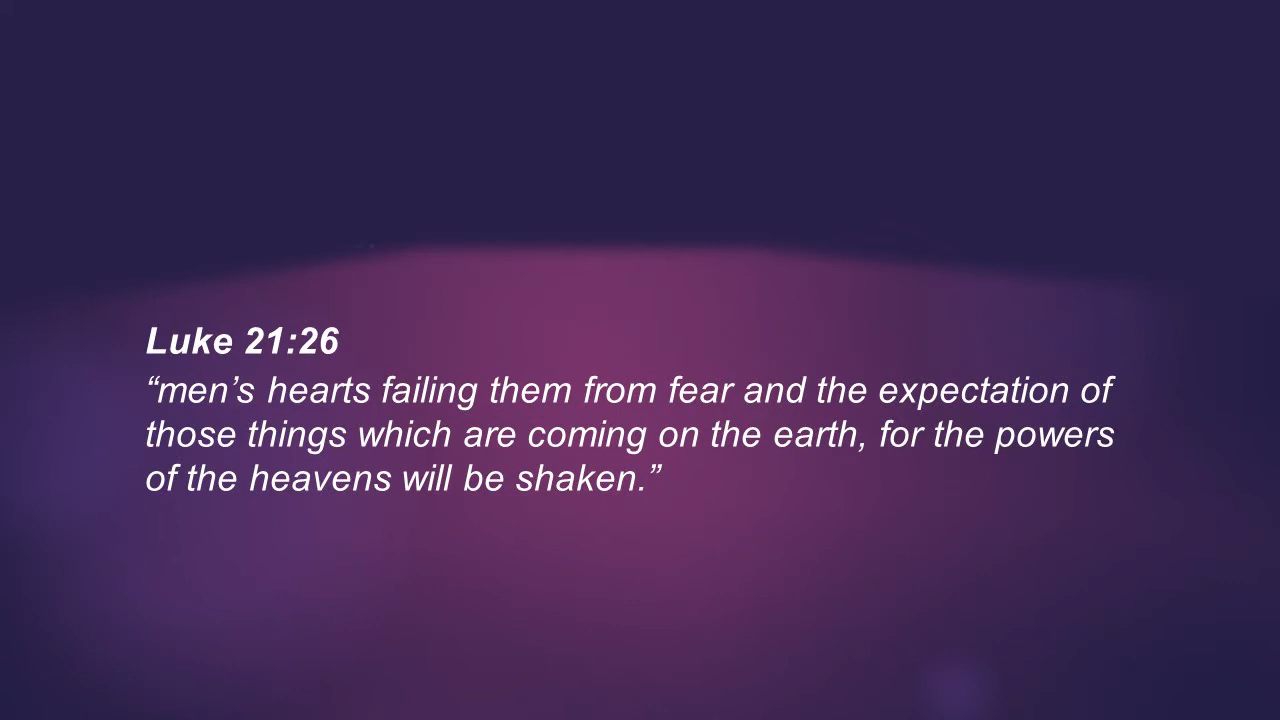 Luke 21:26
“men’s hearts failing them from fear and the expectation of
those things which are coming on the earth, for the powers
of the heavens will be shaken.”